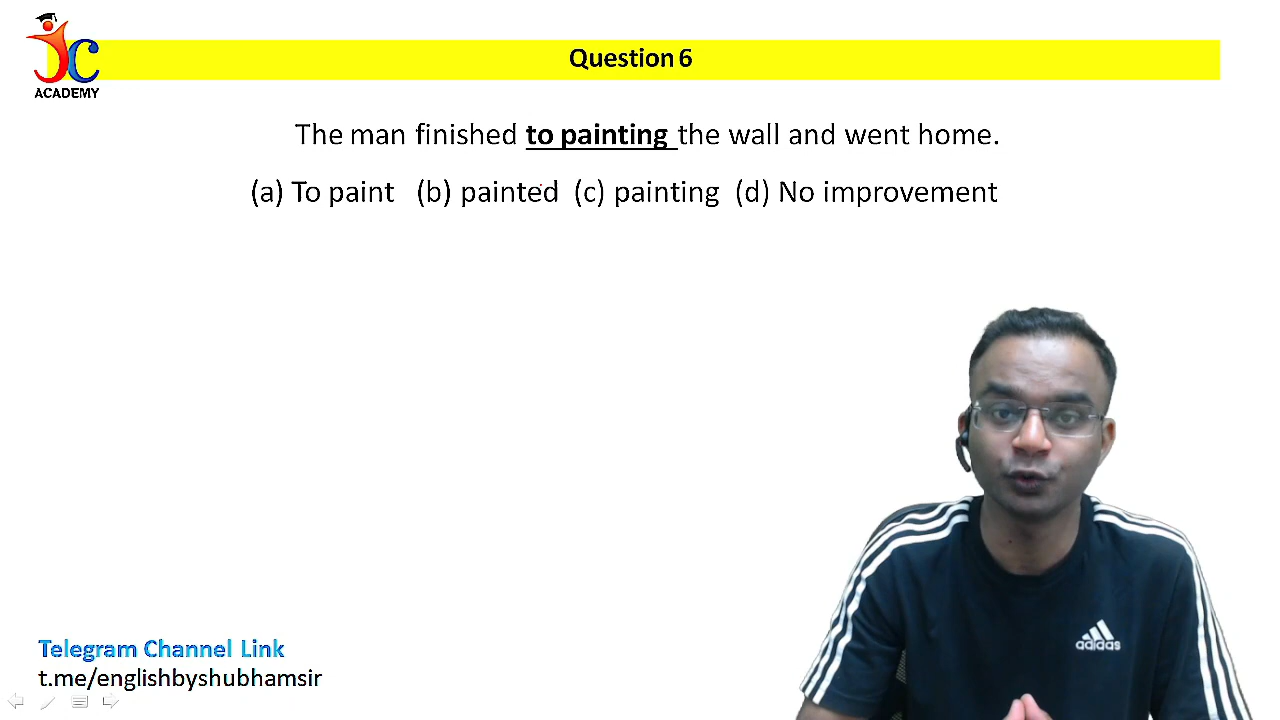 JC
ACADEMY
Question 6
The man finished to painting the wall and went home.
(a) To paint (b) painted (c) painting (d) No improvement
adidas
Telegram Channel Link
t.me/englishbyshubhamsir